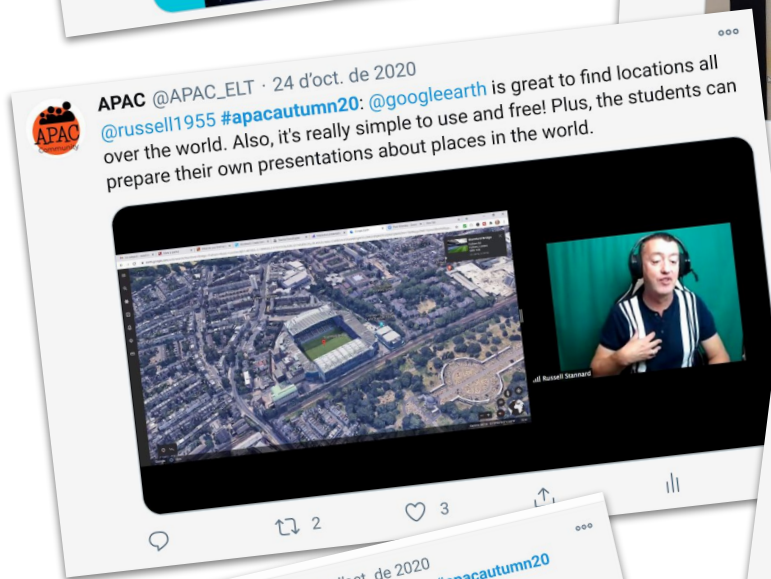 APAC @APAC_ELT · 24 d'oct. de 2020
@russell1955 #apacautumn20: @googleearth is great to find locations all
over the world. Also, it's really simple to use and free! Plus, the students can
prepare their own presentations about places in the world.
APAC
Community
Russell Stannard
2
3
de 2020
#apacautumn20